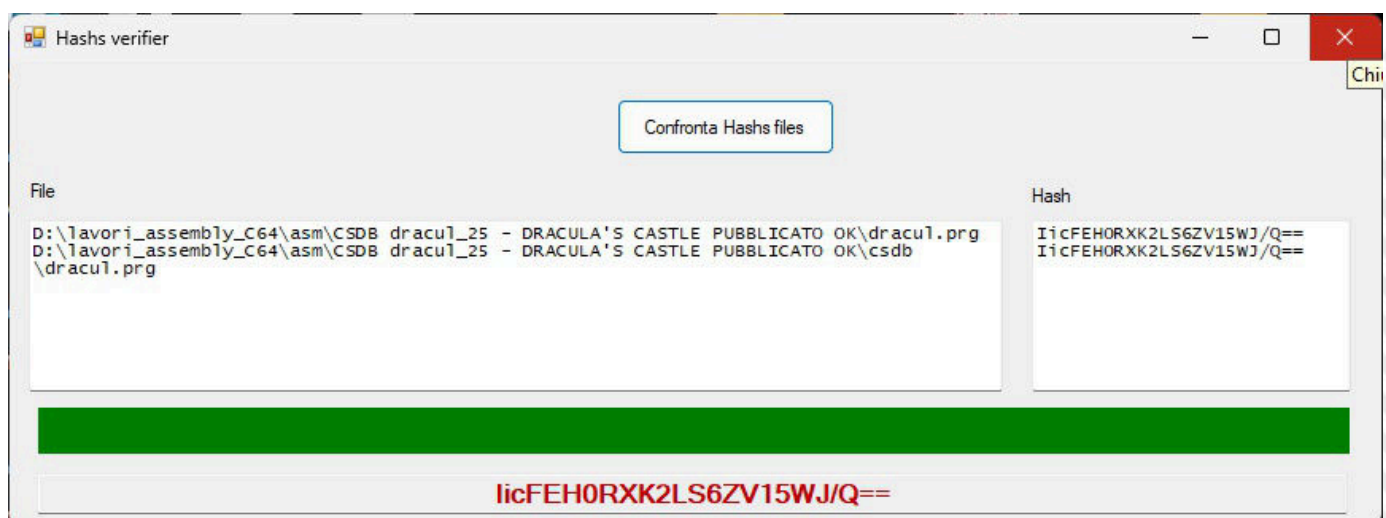 Hashs verifier
Chi
Confronta Hashs files
File
Hash
D:\lavori_assembly_C64\asm\CSDB dracul_25 - DRACULA'S CASTLE PUBBLICATO OK\dracul.prg
D:\lavori_assembly_C64\asm\CSDB dracul_25 - DRACULA'S CASTLE PUBBLICATO OK\csdb
\dracul.prg
IicFEH0RXK2LS6ZV15WJ/Q==
IicFEH0RXK2LS6ZV15WJ/Q==
IicFEH0RXK2LS6ZV15WJ/Q==